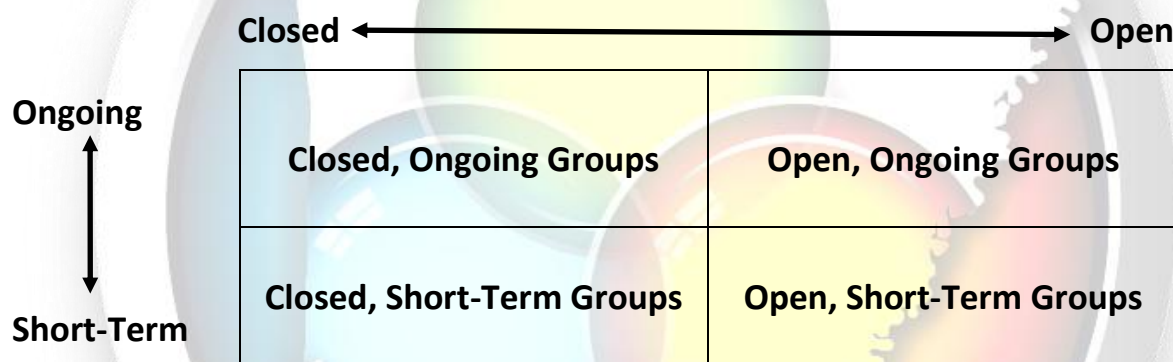 Closed Open
Ongoing
Closed, Ongoing Groups Open, Ongoing Groups
Closed, Short-Term Groups Open, Short-Term Groups
Short-Term